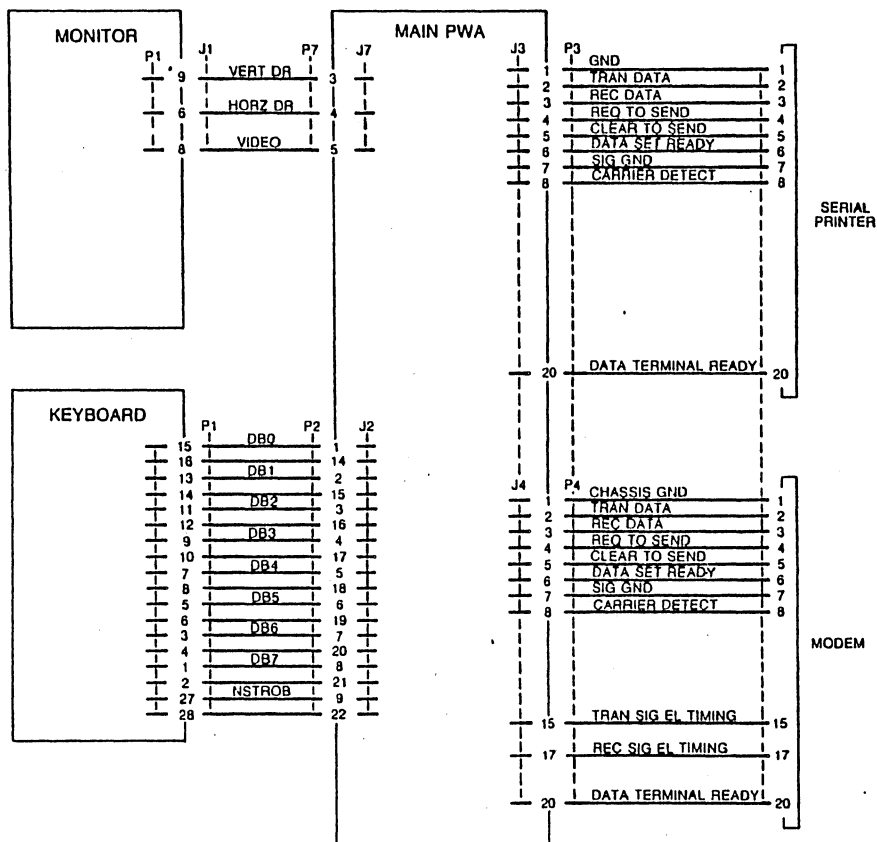 MONITOR
P1 J1 P7 J7
9 VERT DR 3
6 HORZ DR 4
8 VIDEO 5
MAIN PWA
J3 P3
1 GND 1
2 TRAN DATA 2
3 REC DATA 3
4 REQ TO SEND 4
5 CLEAR TO SEND 5
6 DATA SET READY 6
7 SIG GND 7
8 CARRIER DETECT 8
20 DATA TERMINAL READY 20
SERIAL
PRINTER
KEYBOARD
P1 P2 J2
15 DB0 1
16 14
13 DB1 2
14 15
11 DB2 3
12 16
9 DB3 4
10 17
7 DB4 5
8 18
5 DB5 6
6 19
3 DB6 7
4 20
1 DB7 8
2 21
27 NSTROB 9
28 22
J4 P4
1 CHASSIS GND 1
2 TRAN DATA 2
3 REC DATA 3
4 REQ TO SEND 4
5 CLEAR TO SEND 5
6 DATA SET READY 6
7 SIG GND 7
8 CARRIER DETECT 8
15 TRAN SIG EL TIMING 15
17 REC SIG EL TIMING 17
20 DATA TERMINAL READY 20
MODEM